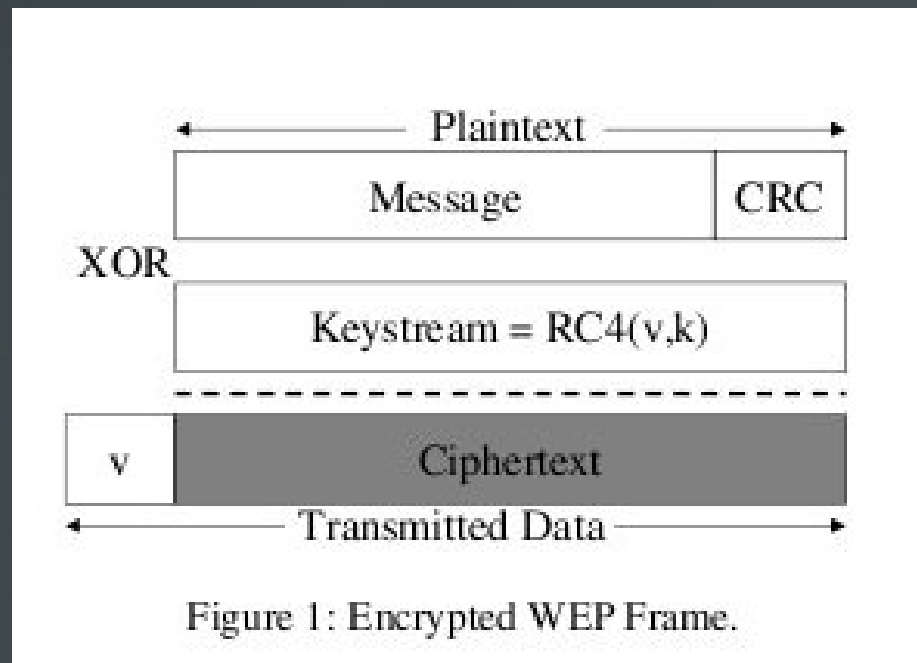 Plaintext
Message CRC
XOR
Keystream = RC4(v,k)
v Ciphertext
Transmitted Data
Figure 1: Encrypted WEP Frame.